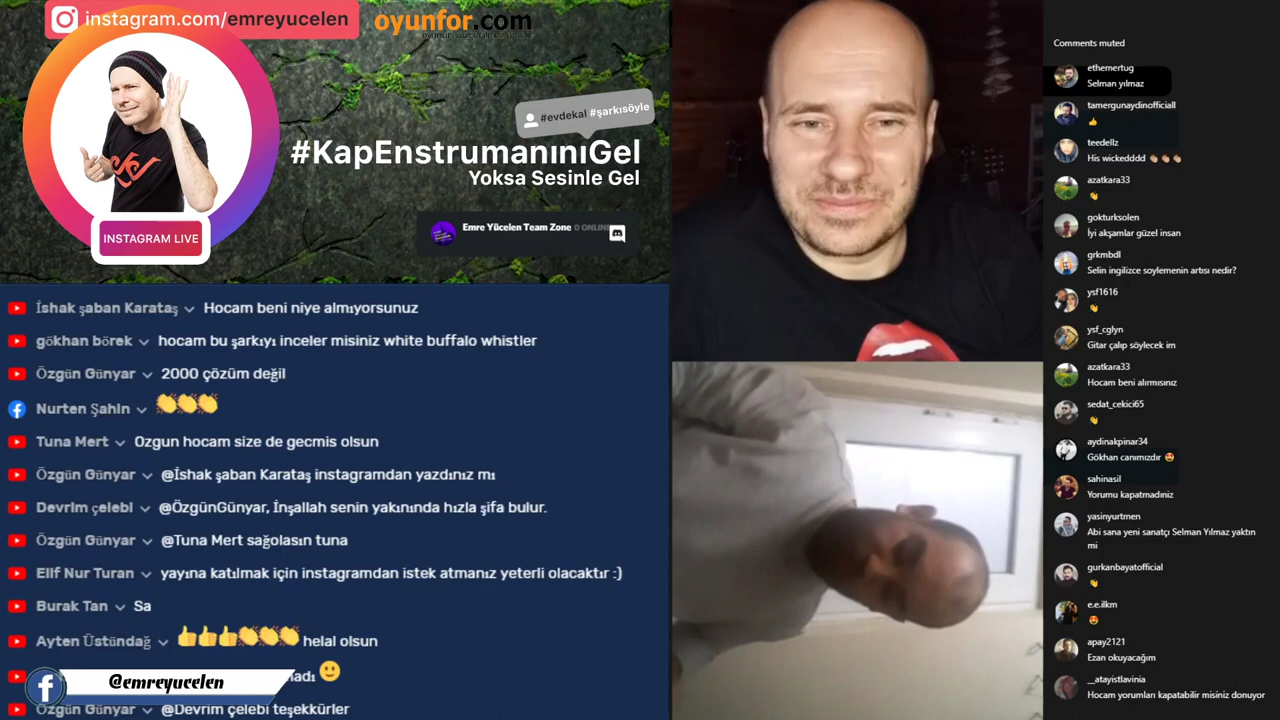 instagram.com/emreyucelen
oyunfor.com
#evdekal #şarkısöyle
#KapEnstrumanınıGel
Yoksa Sesinle Gel
INSTAGRAM LIVE
Emre Yücelen Team Zone 0 ONLIN
İshak şaban Karataş Hocam beni niye almıyorsunuz
gökhan börek hocam bu şarkıyı inceler misiniz white buffalo whistler
Özgün Günyar 2000 çözüm değil
Nurten Şahin 👏👏👏
Tuna Mert Ozgun hocam size de gecmis olsun
Özgün Günyar @İshak şaban Karataş instagramdan yazdınız mı
Devrim çelebi @ÖzgünGünyar, İnşallah senin yakınında hızla şifa bulur.
Özgün Günyar @Tuna Mert sağolasın tuna
Elif Nur Turan yayına katılmak için instagramdan istek atmanız yeterli olacaktır :)
Burak Tan Sa
Ayten Üstündağ 👍👍👍👏👏👏 helal olsun
adı 🙂
@emreyucelen
Özgün Günyar @Devrim çelebi teşekkürler
Comments muted
ethemertug
Selman yılmaz
tamergunaydinofficiall
👍
teedellz
His wickedddd 👏🏽👏🏽👏🏽
azatkara33
👏
gokturksolen
İyi akşamlar güzel insan
grkmbdl
Selin ingilizce soylemenin artısı nedir?
ysf1616
👏
ysf_cglyn
Gitar çalıp söylecek im
azatkara33
Hocam beni alırmısınız
sedat_cekici65
👏
aydinakpinar34
Gökhan canımızdır 😍
sahinasil
Yorumu kapatmadınız
yasinyurtmen
Abi sana yeni sanatçı Selman Yılmaz yaktın
mi
gurkanbayatofficial
👏
e.e.ilkm
😍
apay2121
Ezan okuyacağım
__atayistlavinia
Hocam yorumları kapatabilir misiniz donuyor